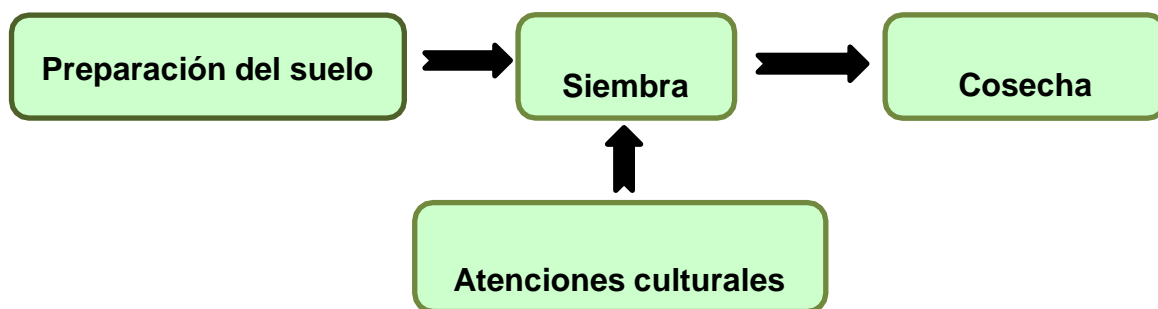 Preparación del suelo
Siembra
Cosecha
Atenciones culturales